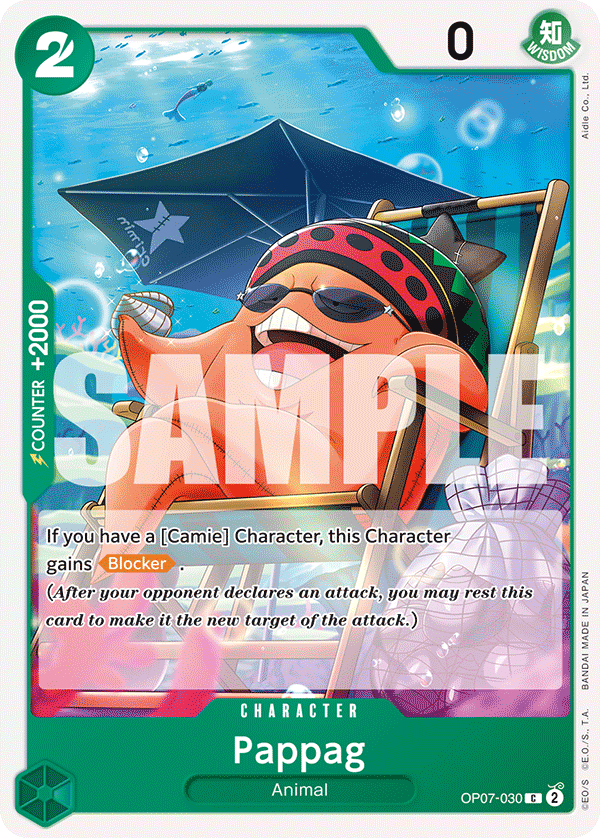 2
0
知
WISDOM
Aidle Co., Ltd.
criminal
COUNTER +2000
SAMPLE
If you have a [Camie] Character, this Character
gains Blocker .
(After your opponent declares an attack, you may rest this
card to make it the new target of the attack.)
BANDAI MADE IN JAPAN
©E.O./S., T.A.
©EO/S
CHARACTER
Pappag
Animal
OP07-030 C 2